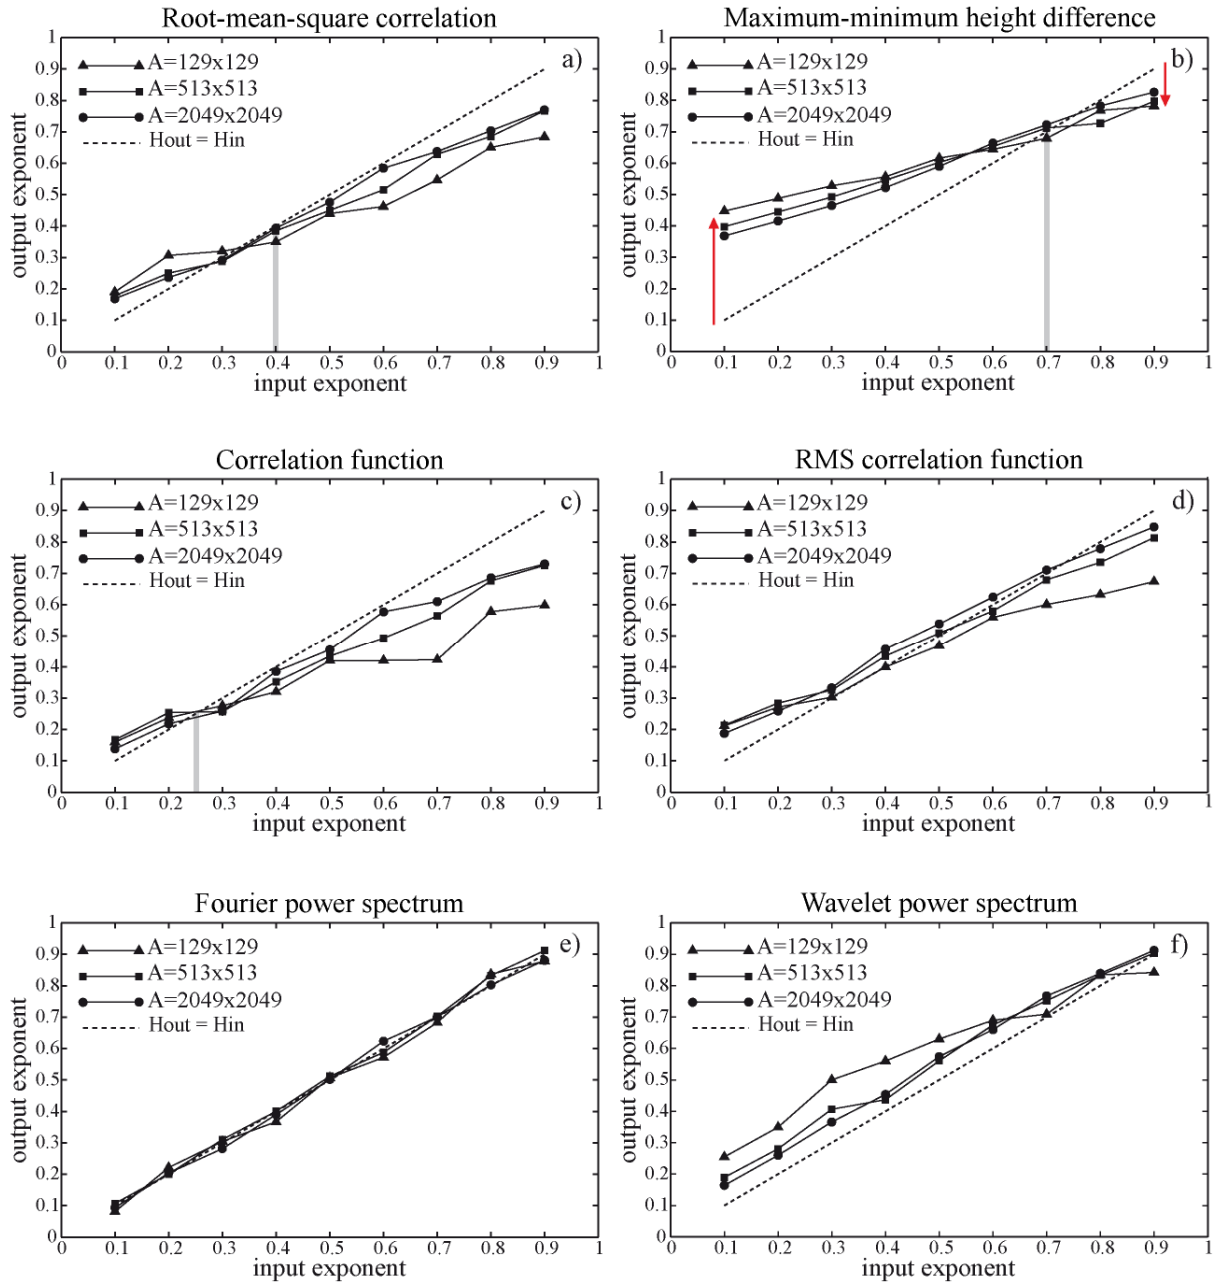 Root-mean-square correlation
a)
A=129x129
A=513x513
A=2049x2049
Hout = Hin
output exponent
1
0.9
0.8
0.7
0.6
0.5
0.4
0.3
0.2
0.1
0
0 0.1 0.2 0.3 0.4 0.5 0.6 0.7 0.8 0.9 1
input exponent
Maximum-minimum height difference
b)
A=129x129
A=513x513
A=2049x2049
Hout = Hin
output exponent
1
0.9
0.8
0.7
0.6
0.5
0.4
0.3
0.2
0.1
0
0 0.1 0.2 0.3 0.4 0.5 0.6 0.7 0.8 0.9 1
input exponent
Correlation function
c)
A=129x129
A=513x513
A=2049x2049
Hout = Hin
output exponent
1
0.9
0.8
0.7
0.6
0.5
0.4
0.3
0.2
0.1
0
0 0.1 0.2 0.3 0.4 0.5 0.6 0.7 0.8 0.9 1
input exponent
RMS correlation function
d)
A=129x129
A=513x513
A=2049x2049
Hout = Hin
output exponent
1
0.9
0.8
0.7
0.6
0.5
0.4
0.3
0.2
0.1
0
0 0.1 0.2 0.3 0.4 0.5 0.6 0.7 0.8 0.9 1
input exponent
Fourier power spectrum
e)
A=129x129
A=513x513
A=2049x2049
Hout = Hin
output exponent
1
0.9
0.8
0.7
0.6
0.5
0.4
0.3
0.2
0.1
0
0 0.1 0.2 0.3 0.4 0.5 0.6 0.7 0.8 0.9 1
input exponent
Wavelet power spectrum
f)
A=129x129
A=513x513
A=2049x2049
Hout = Hin
output exponent
1
0.9
0.8
0.7
0.6
0.5
0.4
0.3
0.2
0.1
0
0 0.1 0.2 0.3 0.4 0.5 0.6 0.7 0.8 0.9 1
input exponent